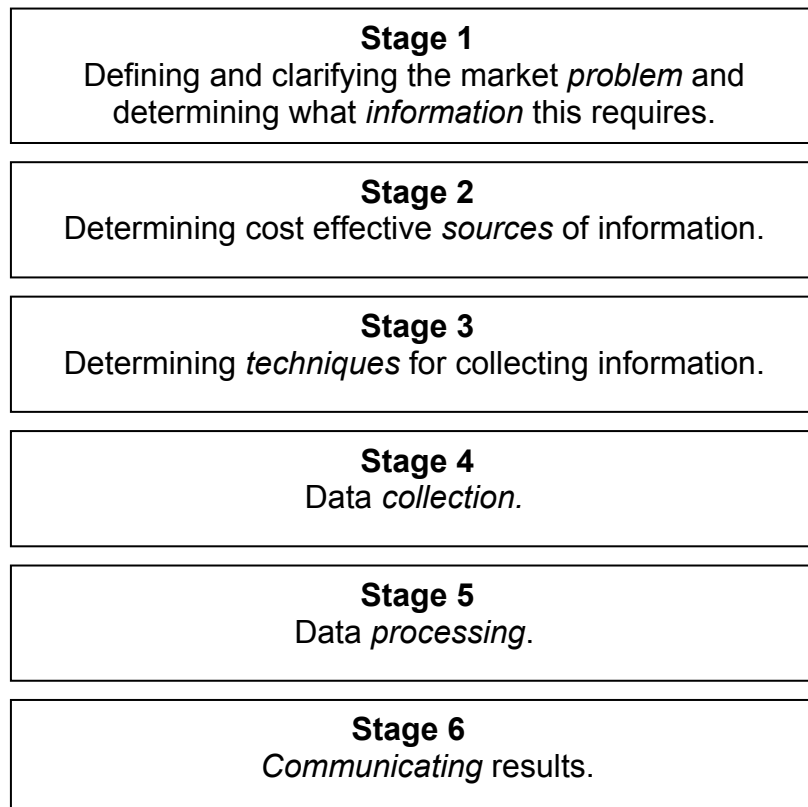 Stage 1
Defining and clarifying the market problem and
determining what information this requires.
Stage 2
Determining cost effective sources of information.
Stage 3
Determining techniques for collecting information.
Stage 4
Data collection.
Stage 5
Data processing.
Stage 6
Communicating results.